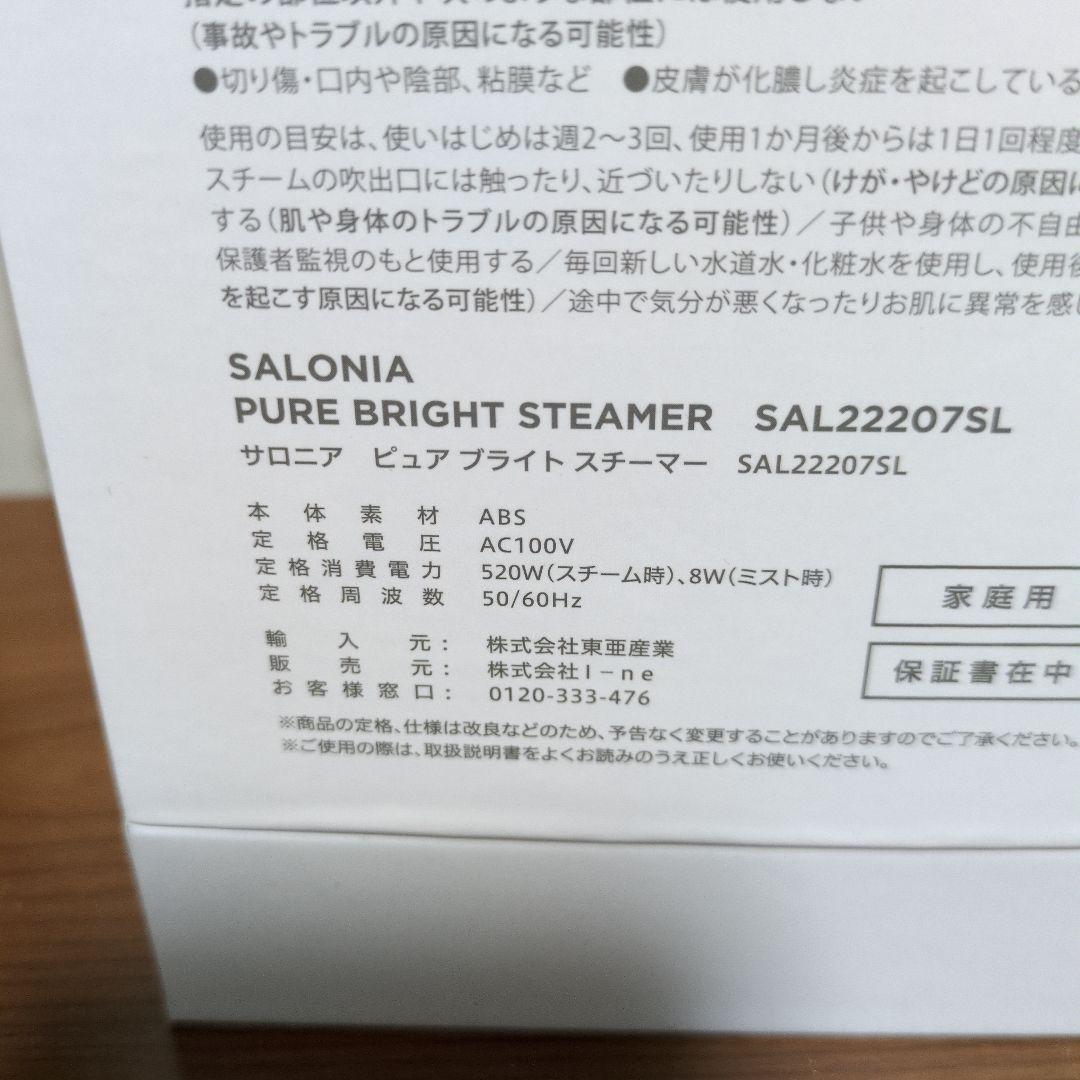 （事故やトラブルの原因になる可能性）
●切り傷・口内や陰部、粘膜など ●皮膚が化膿し炎症を起こしている
使用の目安は、使いはじめは週2〜3回、使用1か月後からは1日1回程度
スチームの吹出口には触ったり、近づいたりしない（けが・やけどの原因に
する（肌や身体のトラブルの原因になる可能性）／子供や身体の不自由
保護者監視のもと使用する／毎回新しい水道水・化粧水を使用し、使用後
を起こす原因になる可能性）／途中で気分が悪くなったりお肌に異常を感じ
SALONIA
PURE BRIGHT STEAMER SAL22207SL
サロニア ピュア ブライト スチーマー SAL22207SL
本体素材 ABS
定格電圧 AC100V
定格消費電力 520W（スチーム時）、8W（ミスト時）
定格周波数 50/60Hz
家庭用
輸入元： 株式会社東亜産業
販売元： 株式会社I－ne
お客様窓口： 0120-333-476
保証書在中
※商品の定格、仕様は改良などのため、予告なく変更することがありますのでご了承ください。
※ご使用の際は、取扱説明書をよくお読みのうえ正しくお使いください。